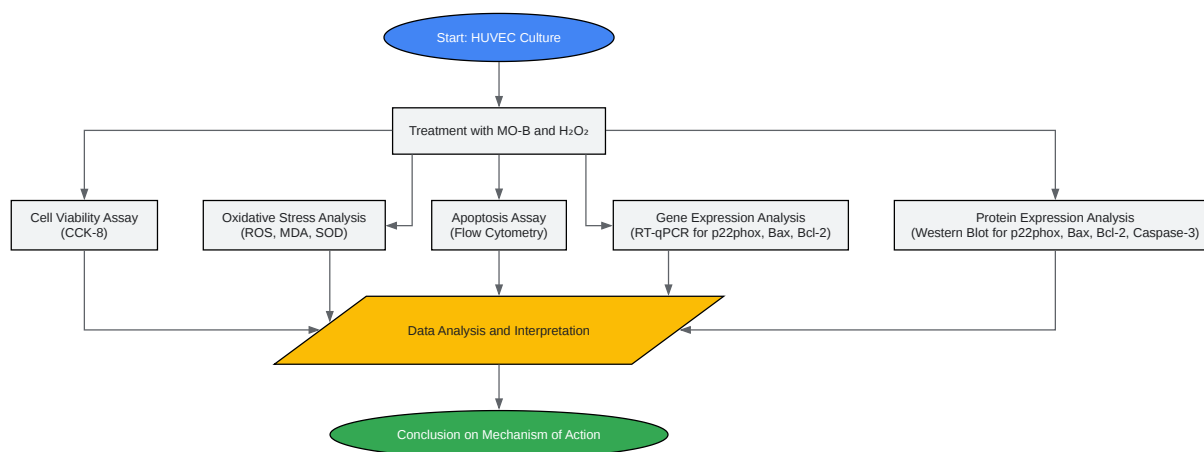 Start: HUVEC Culture
Treatment with MO-B and H₂O₂
Cell Viability Assay
(CCK-8)
Oxidative Stress Analysis
(ROS, MDA, SOD)
Apoptosis Assay
(Flow Cytometry)
Gene Expression Analysis
(RT-qPCR for p22phox, Bax, Bcl-2)
Protein Expression Analysis
(Western Blot for p22phox, Bax, Bcl-2, Caspase-3)
Data Analysis and Interpretation
Conclusion on Mechanism of Action